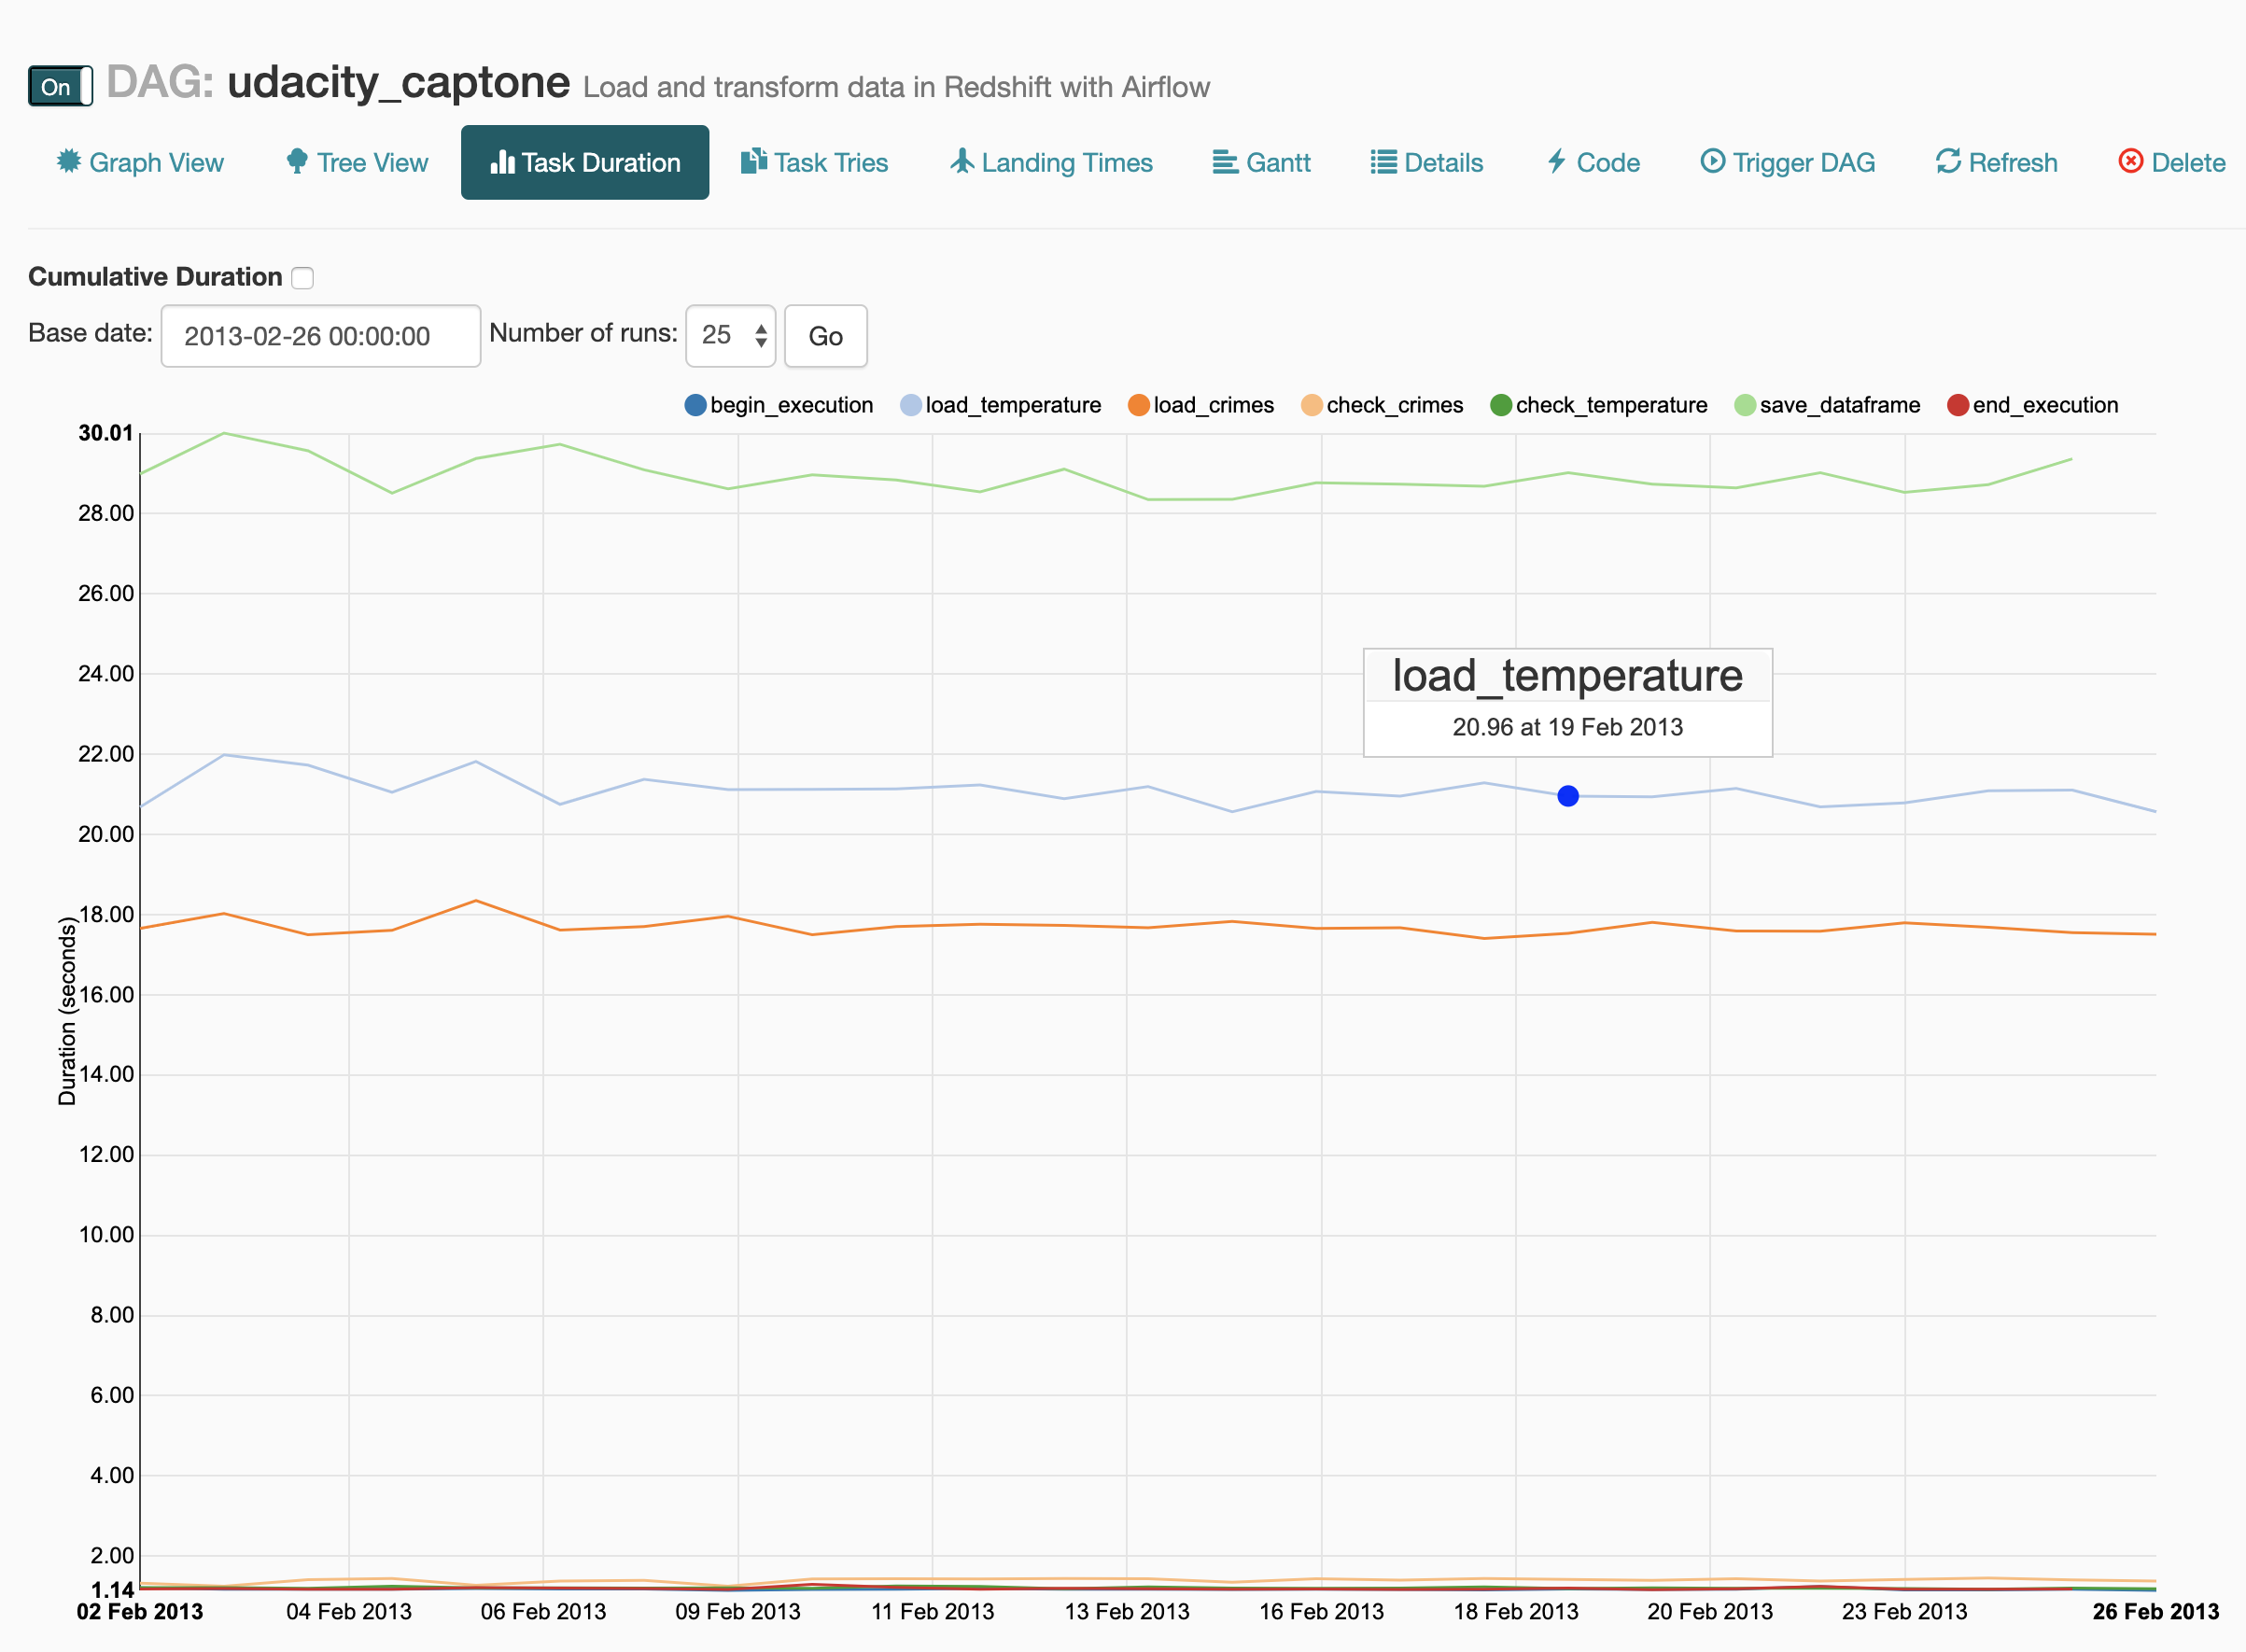 On DAG: udacity_captone Load and transform data in Redshift with Airflow
Graph View Tree View Task Duration Task Tries Landing Times Gantt Details Code Trigger DAG Refresh Delete
Cumulative Duration
Base date: 2013-02-26 00:00:00 Number of runs: 25 Go
begin_execution load_temperature load_crimes check_crimes check_temperature save_dataframe end_execution
30.01
28.00
26.00
24.00
load_temperature
20.96 at 19 Feb 2013
22.00
20.00
18.00
Duration (seconds)
16.00
14.00
12.00
10.00
8.00
6.00
4.00
2.00
1.14
02 Feb 2013 04 Feb 2013 06 Feb 2013 09 Feb 2013 11 Feb 2013 13 Feb 2013 16 Feb 2013 18 Feb 2013 20 Feb 2013 23 Feb 2013 26 Feb 2013